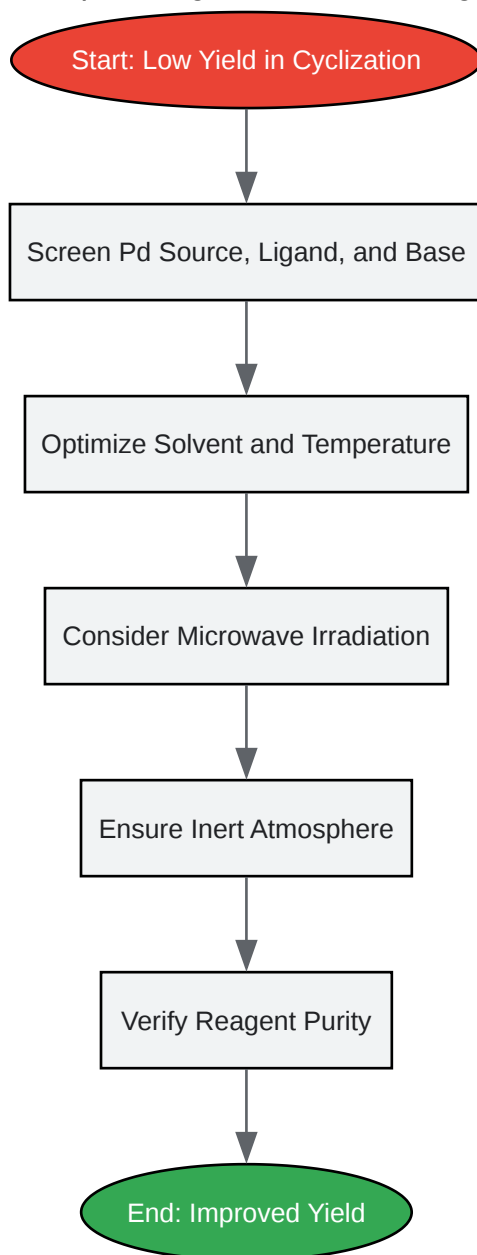 Start: Low Yield in Cyclization
Screen Pd Source, Ligand, and Base
Optimize Solvent and Temperature
Consider Microwave Irradiation
Ensure Inert Atmosphere
Verify Reagent Purity
End: Improved Yield